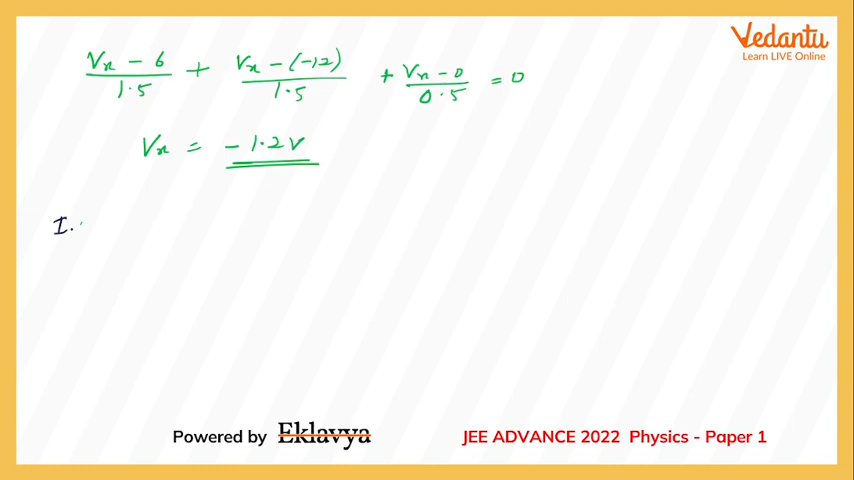 Vedantu
Learn LIVE Online
Vx - 6 / 1.5 + Vx - (-12) / 1.5 + Vx - 0 / 0.5 = 0
Vx = - 1.2 V
I.
Powered by Eklavya
JEE ADVANCE 2022 Physics - Paper 1